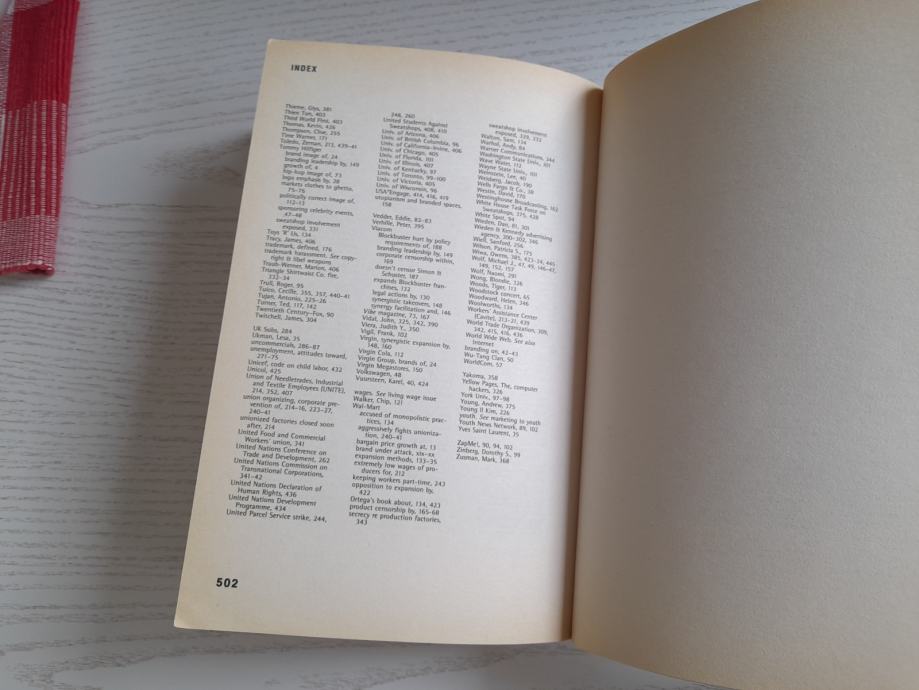 INDEX
Thieme, Glys, 381
Thien Tun, 403
Third World First, 403
Thomas, Kevin, 426
Thompson, Clive, 255
Time Warner, 171
Toledo, Zernan, 213, 439–41
Tommy Hilfiger
brand image of, 24
branding leadership by, 149
growth of, 4
hip-hop image of, 73
logo emphasis by, 28
markets clothes to ghetto,
75–76
politically correct image of,
112–13
sponsoring celebrity events,
47–48
sweatshop involvement
exposed, 331
Toys ‘R’ Us, 134
Tracy, James, 406
trademark, defined, 176
trademark harassment. See copy-
right & libel weapons
Traub-Werner, Marion, 406
Triangle Shirtwaist Co. fire,
332–34
Trull, Roger, 95
Tuico, Cecille, 355, 357, 440–41
Tujan, Antonio, 225–26
Turner, Ted, 117, 142
Twentieth Century–Fox, 90
Twitchell, James, 304
UK Subs, 284
Ukman, Lesa, 35
uncommercials, 286–87
unemployment, attitudes toward,
271–75
Unicef, code on child labor, 432
Unicol, 425
Union of Needletrades, Industrial
and Textile Employees (UNITE),
214, 352, 407
union organizing, corporate pre-
vention of, 214–16, 223–27,
240–41
unionized factories closed soon
after, 214
United Food and Commercial
Workers’ union, 341
United Nations Conference on
Trade and Development, 262
United Nations Commission on
Transnational Corporations,
341–42
United Nations Declaration of
Human Rights, 436
United Nations Development
Programme, 434
United Parcel Service strike, 244,
248, 260
United Students Against
Sweatshops, 408, 410
Univ. of Arizona, 406
Univ. of British Columbia, 96
Univ. of California–Irvine, 406
Univ. of Chicago, 405
Univ. of Florida, 101
Univ. of Illinois, 407
Univ. of Kentucky, 97
Univ. of Toronto, 99–100
Univ. of Victoria, 405
Univ. of Wisconsin, 96
USA*Engage, 414, 416, 419
utopianism and branded spaces,
158
Vedder, Eddie, 82–83
Verhille, Peter, 395
Viacom
Blockbuster hurt by policy
requirements of, 188
branding leadership by, 149
corporate censorship within,
169
doesn’t censor Simon &
Schuster, 187
expands Blockbuster fran-
chises, 132
legal actions by, 130
synergistic takeovers, 148
synergy facilitation and, 146
Vibe magazine, 73, 167
Vidal, John, 325, 342, 390
Viera, Judith Y., 350
Vigil, Frank, 102
Virgin, synergistic expansion by,
148, 160
Virgin Cola, 112
Virgin Group, brands of, 24
Virgin Megastores, 150
Volkswagen, 48
Vuursteen, Karel, 40, 424
wages. See living wage issue
Walker, Chip, 121
Wal-Mart
accused of monopolistic prac-
tices, 134
aggressively fights unioniza-
tion, 240–41
bargain price growth at, 13
brand under attack, xix–xx
expansion methods, 133–35
extremely low wages of pro-
ducers for, 212
keeping workers part-time, 243
opposition to expansion by,
422
Ortega’s book about, 134, 423
product censorship by, 165–68
secrecy re production factories,
343
sweatshop involvement
exposed, 329, 332
Walton, Sam, 134
Warhol, Andy, 84
Warner Communications, 344
Washington State Univ., 101
Wave Water, 112
Wayne State Univ., 101
Weinstein, Lee, 40
Weisberg, Jacob, 190
Wells Fargo & Co., 38
Westin, David, 170
Westinghouse Broadcasting, 162
White House Task Force on
Sweatshops, 375, 428
White Spot, 94
Wieden, Dan, 81, 301
Wieden & Kennedy advertising
agency, 300–302, 346
Wiell, Sanford, 256
Wilson, Patricia S., 175
Wiwa, Owens, 385, 423–24, 445
Wolf, Michael J., 47, 49, 146–47,
149, 152, 157
Wolf, Naomi, 291
Wong, Blondie, 326
Woods, Tiger, 113
Woodstock concert, 65
Woodward, Helen, 346
Woolworths, 134
Workers’ Assistance Center
(Cavite), 213–21, 439
World Trade Organization, 309,
342, 415, 416, 436
World Wide Web. See also
Internet
branding on, 42–43
Wu-Tang Clan, 50
WorldCom, 57
Yakoma, 358
Yellow Pages, The, computer
hackers, 326
York Univ., 97–98
Young, Andrew, 375
Young Il Kim, 226
youth. See marketing to youth
Youth News Network, 89, 102
Yves Saint Laurent, 35
ZapMe!, 90, 94, 102
Zinberg, Dorothy S., 99
Zusman, Mark, 368
502